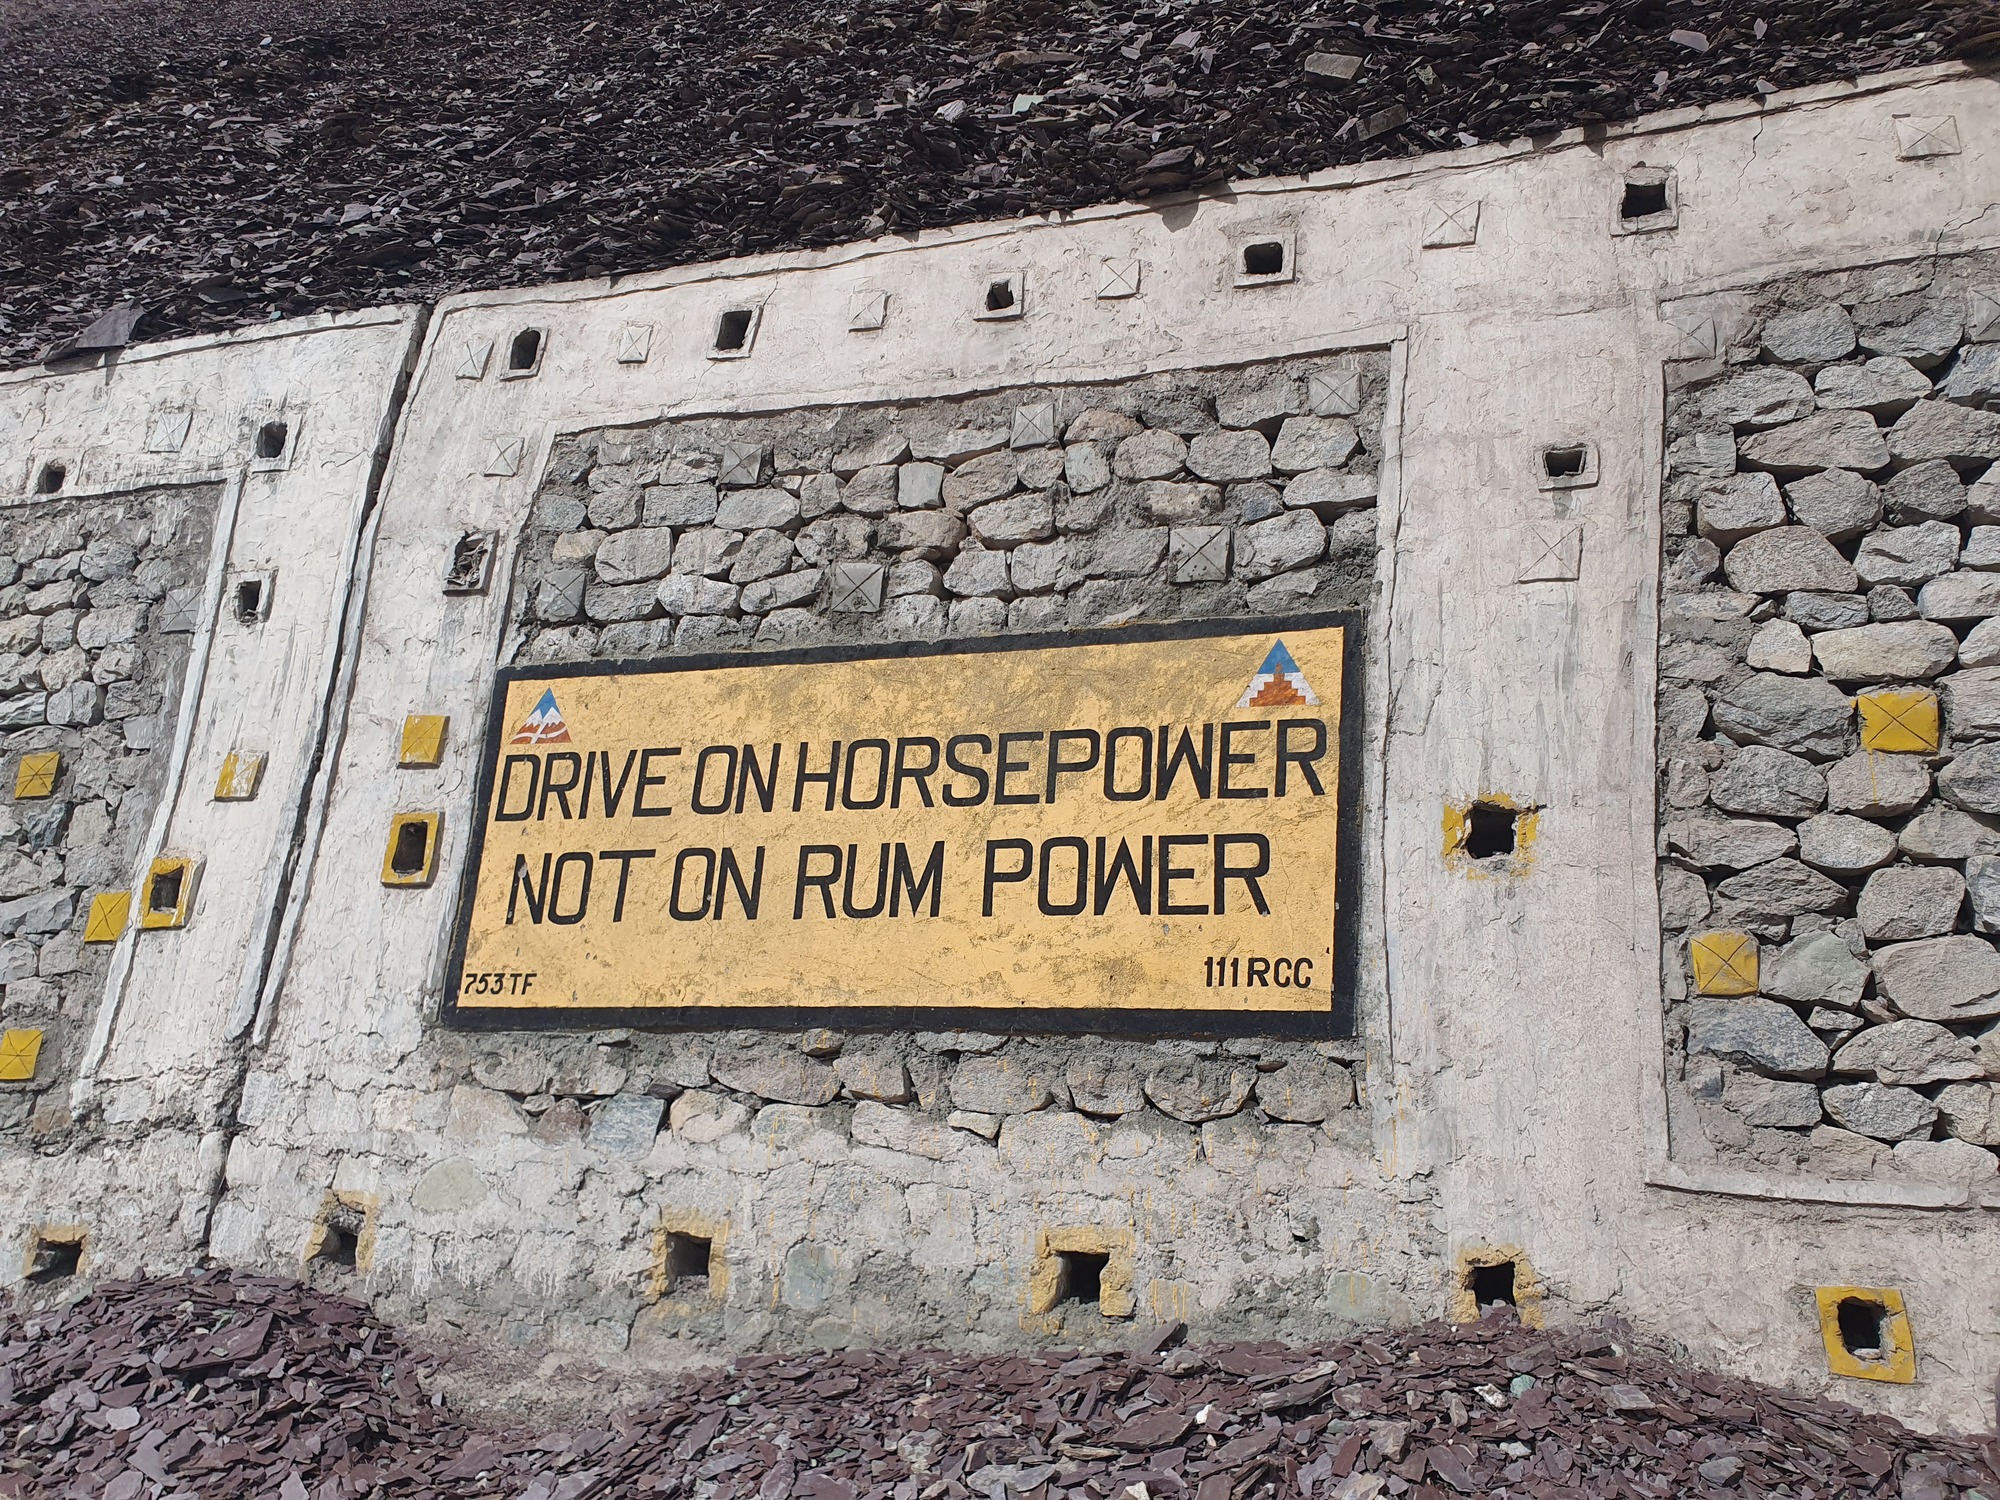 DRIVE ON HORSEPOWER
NOT ON RUM POWER
753 TF
111 RCC